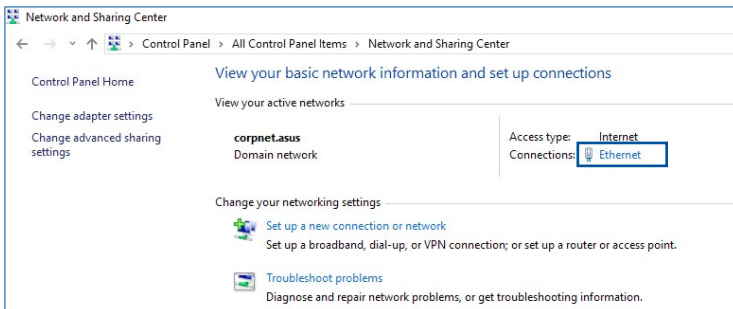 Network and Sharing Center
Control Panel > All Control Panel Items > Network and Sharing Center
Control Panel Home
Change adapter settings
Change advanced sharing
settings
View your basic network information and set up connections
View your active networks
corpnet.asus
Domain network
Access type: Internet
Connections: Ethernet
Change your networking settings
Set up a new connection or network
Set up a broadband, dial-up, or VPN connection; or set up a router or access point.
Troubleshoot problems
Diagnose and repair network problems, or get troubleshooting information.